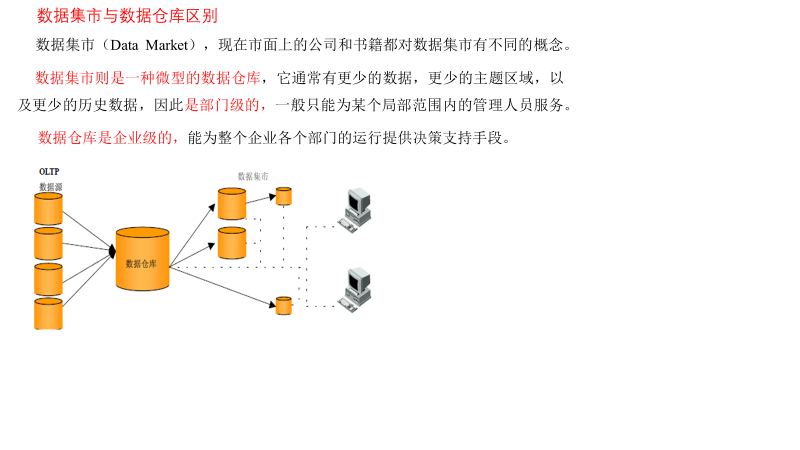 数据集市与数据仓库区别
数据集市（Data Market），现在市面上的公司和书籍都对数据集市有不同的概念。
数据集市则是一种微型的数据仓库，它通常有更少的数据，更少的主题区域，以
及更少的历史数据，因此是部门级的，一般只能为某个局部范围内的管理人员服务。
数据仓库是企业级的，能为整个企业各个部门的运行提供决策支持手段。
OLTP
数据源
数据集市
数据仓库